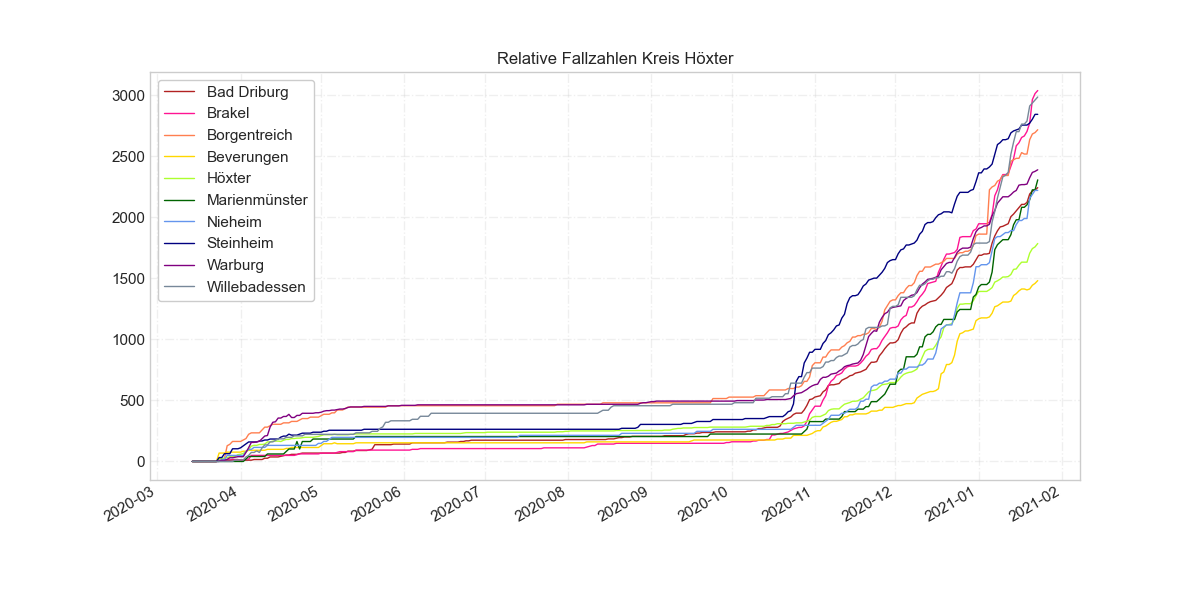 Relative Fallzahlen Kreis Höxter
3000
2500
2000
1500
1000
500
0
Bad Driburg
Brakel
Borgentreich
Beverungen
Höxter
Marienmünster
Nieheim
Steinheim
Warburg
Willebadessen
2020-03
2020-04
2020-05
2020-06
2020-07
2020-08
2020-09
2020-10
2020-11
2020-12
2021-01
2021-02